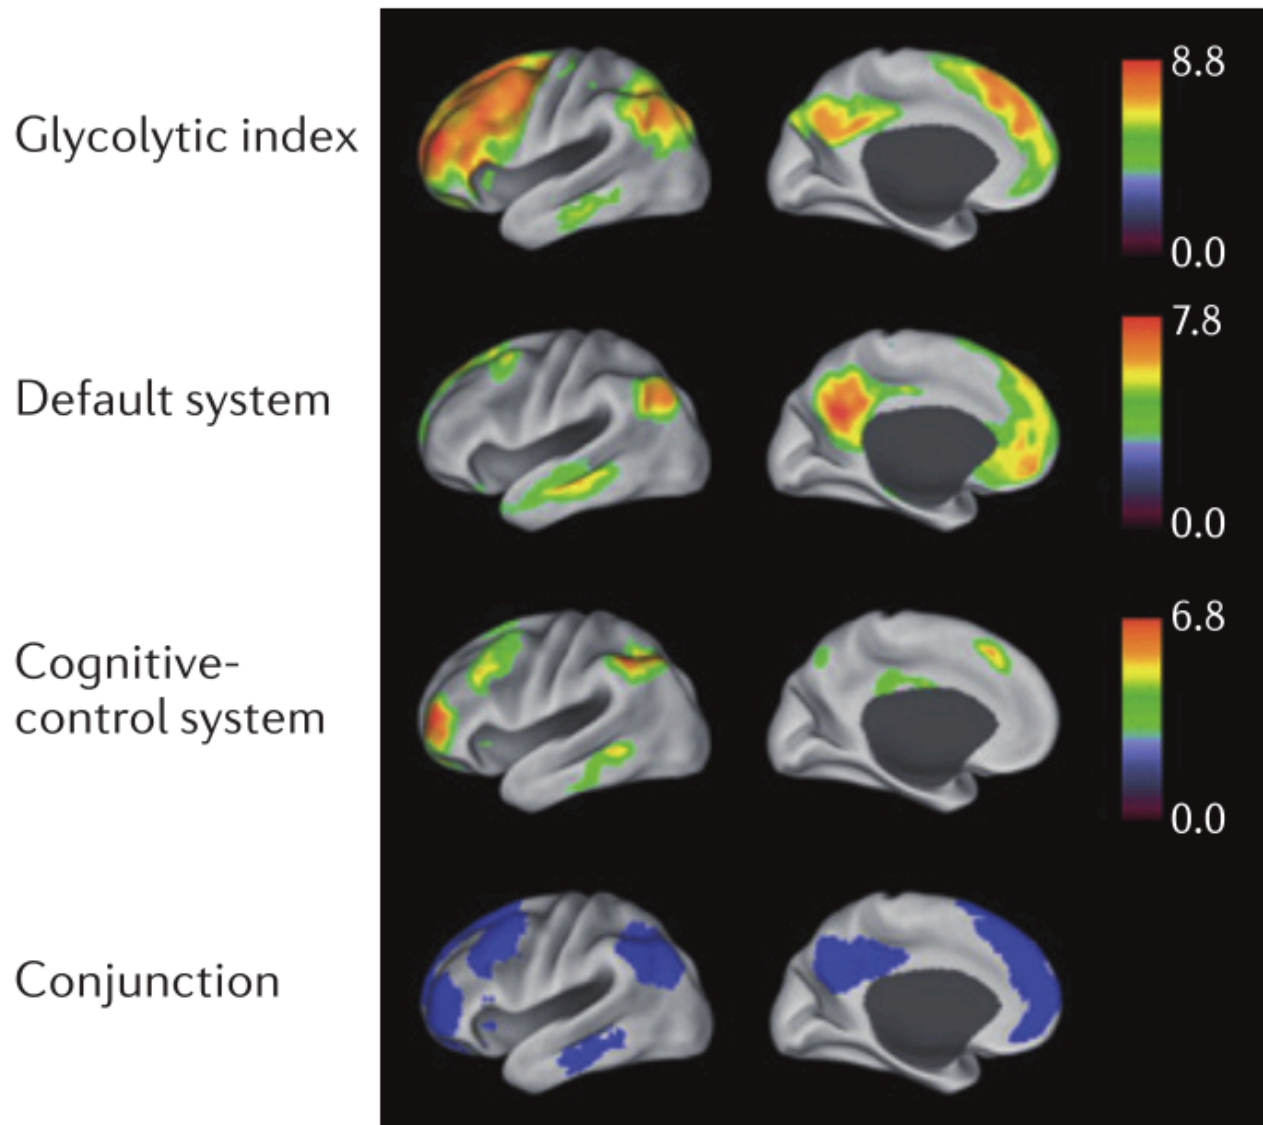 Glycolytic index
8.8
0.0
Default system
7.8
0.0
Cognitive-
control system
6.8
0.0
Conjunction